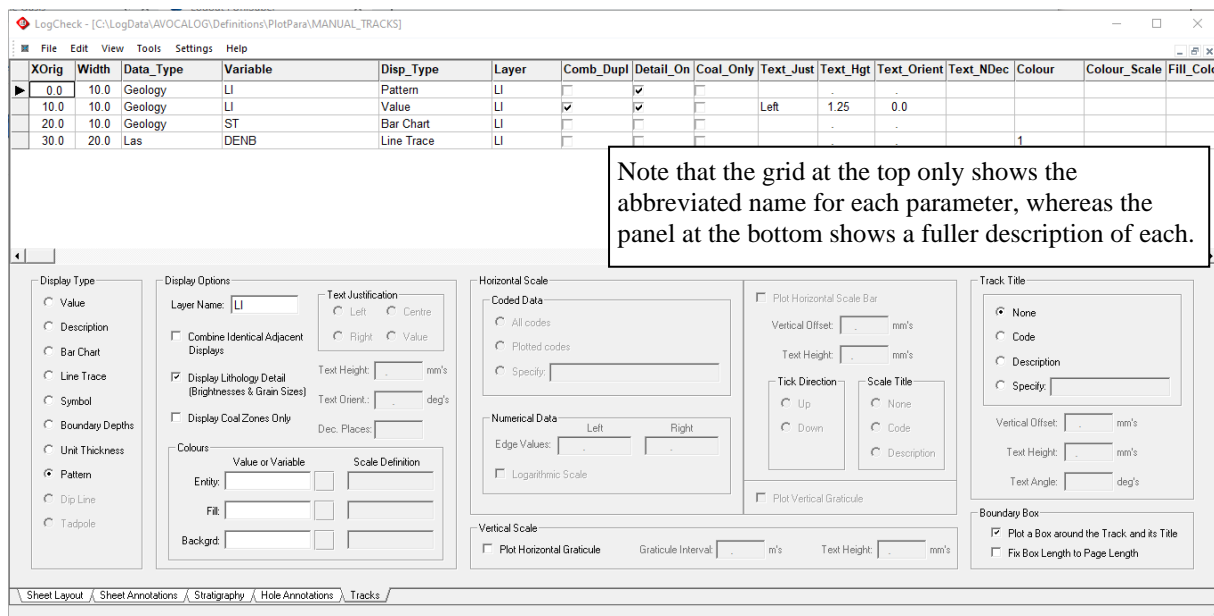 LogCheck - [C:\LogData\AVOCALOG\Definitions\PlotPara\MANUAL_TRACKS]
File Edit View Tools Settings Help
XOrig Width Data_Type Variable Disp_Type Layer Comb_Dupl Detail_On Coal_Only Text_Just Text_Hgt Text_Orient Text_NDec Colour Colour_Scale Fill_Colo
0.0 10.0 Geology LI Pattern LI . .
10.0 10.0 Geology LI Value LI Left 1.25 0.0
20.0 10.0 Geology ST Bar Chart LI . .
30.0 20.0 Las DENB Line Trace LI . . 1
Note that the grid at the top only shows the
abbreviated name for each parameter, whereas the
panel at the bottom shows a fuller description of each.
Display Type
Value
Description
Bar Chart
Line Trace
Symbol
Boundary Depths
Unit Thickness
Pattern
Dip Line
Tadpole
Display Options
Layer Name: LI
Combine Identical Adjacent
Displays
Display Lithology Detail
(Brightnesses & Grain Sizes)
Display Coal Zones Only
Text Justification
Left Centre
Right Value
Text Height: . mm's
Text Orient.: . deg's
Dec. Places:
Colours
Value or Variable Scale Definition
Entity:
Fill:
Backgrd:
Horizontal Scale
Coded Data
All codes
Plotted codes
Specify:
Numerical Data
Left Right
Edge Values: . .
Logarithmic Scale
Plot Horizontal Scale Bar
Vertical Offset: . mm's
Text Height: . mm's
Tick Direction
Up
Down
Scale Title
None
Code
Description
Plot Vertical Graticule
Vertical Scale
Plot Horizontal Graticule Graticule Interval: . m's Text Height: . mm's
Track Title
None
Code
Description
Specify:
Vertical Offset: . mm's
Text Height: mm's
Text Angle: deg's
Boundary Box
Plot a Box around the Track and its Title
Fix Box Length to Page Length
Sheet Layout Sheet Annotations Stratigraphy Hole Annotations Tracks